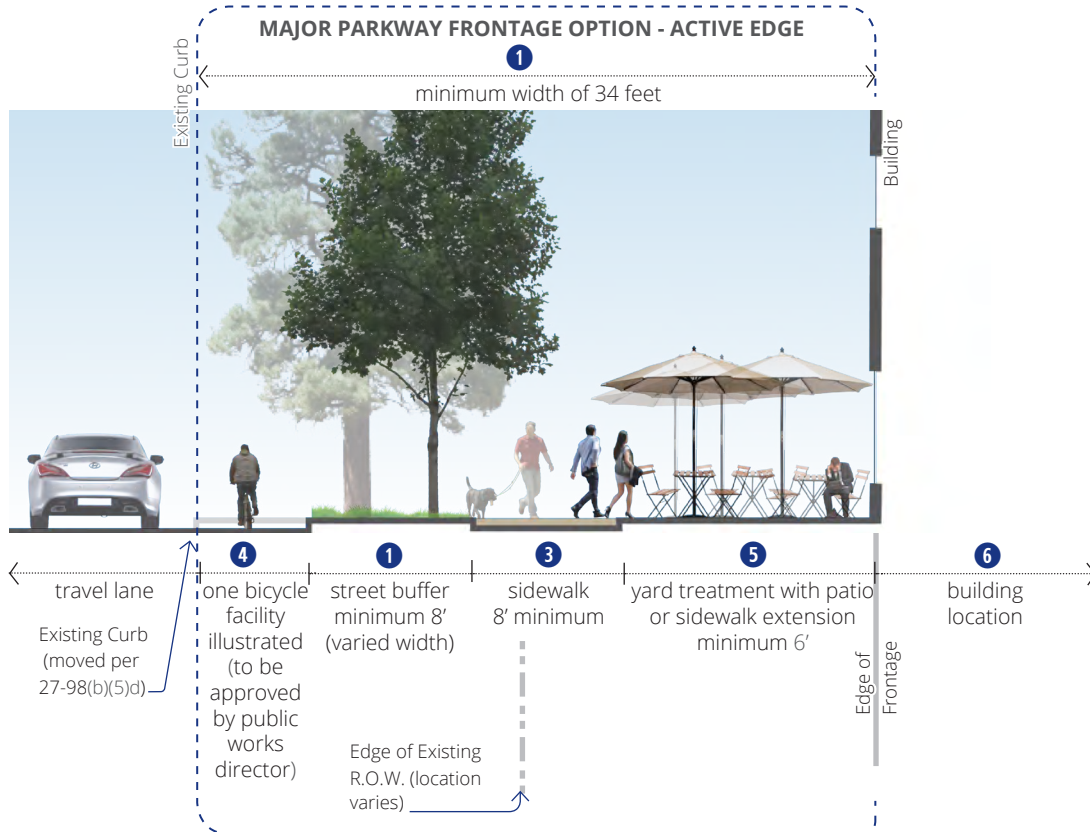 MAJOR PARKWAY FRONTAGE OPTION - ACTIVE EDGE
1
minimum width of 34 feet
Existing Curb
Building
4
1
3
5
6
travel lane
one bicycle
facility
illustrated
(to be
approved
by public
works
director)
street buffer
minimum 8’
(varied width)
sidewalk
8’ minimum
yard treatment with patio
or sidewalk extension
minimum 6’
building
location
Existing Curb
(moved per
27-98(b)(5)d)
Edge of Existing
R.O.W. (location
varies)
Edge of
Frontage